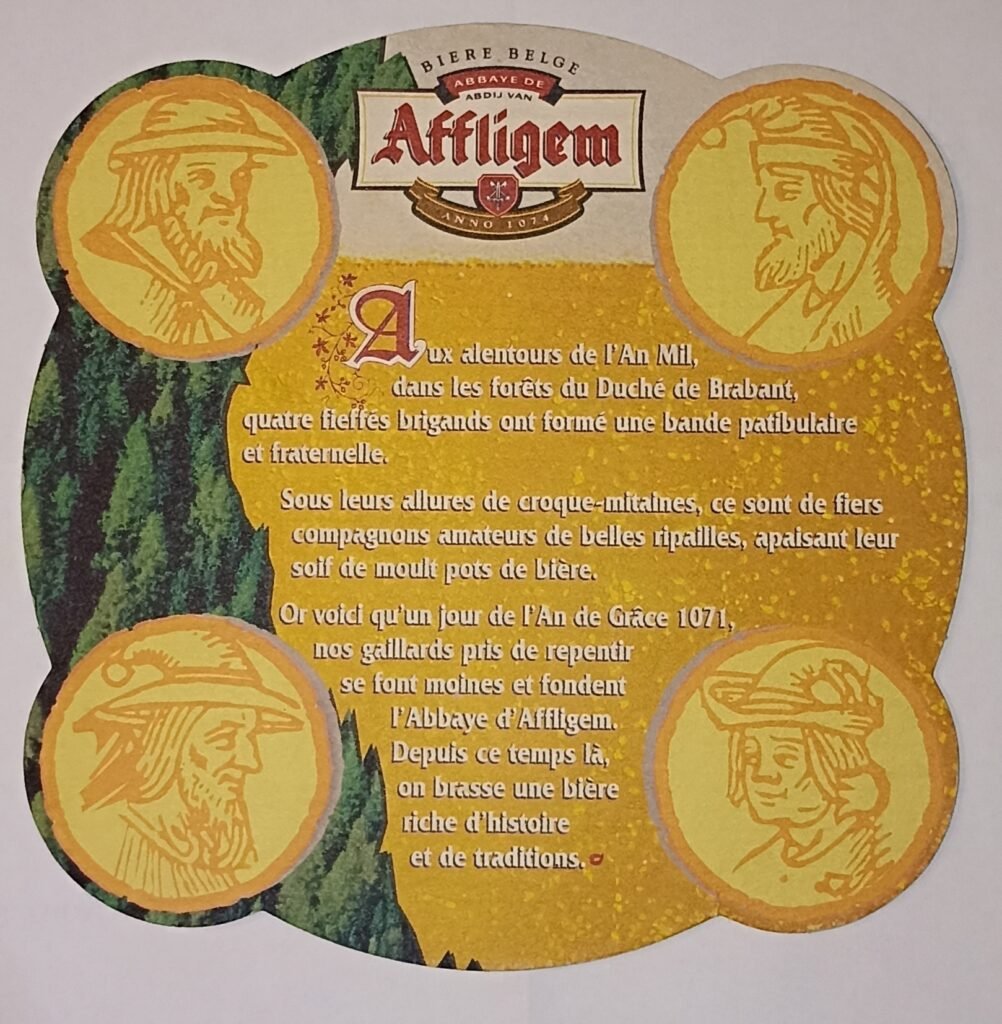 BIERE BELGE
ABBAYE DE
ABDIJ VAN
Affligem
ANNO 1074
Aux alentours de l'An Mil,
dans les forêts du Duché de Brabant,
quatre fieffés brigands ont formé une bande patibulaire
et fraternelle.
Sous leurs allures de croque-mitaines, ce sont de fiers
compagnons amateurs de belles ripailles, apaisant leur
soif de moult pots de bière.
Or voici qu'un jour de l'An de Grâce 1071,
nos gaillards pris de repentir
se font moines et fondent
l'Abbaye d'Affligem.
Depuis ce temps là,
on brasse une bière
riche d'histoire
et de traditions.